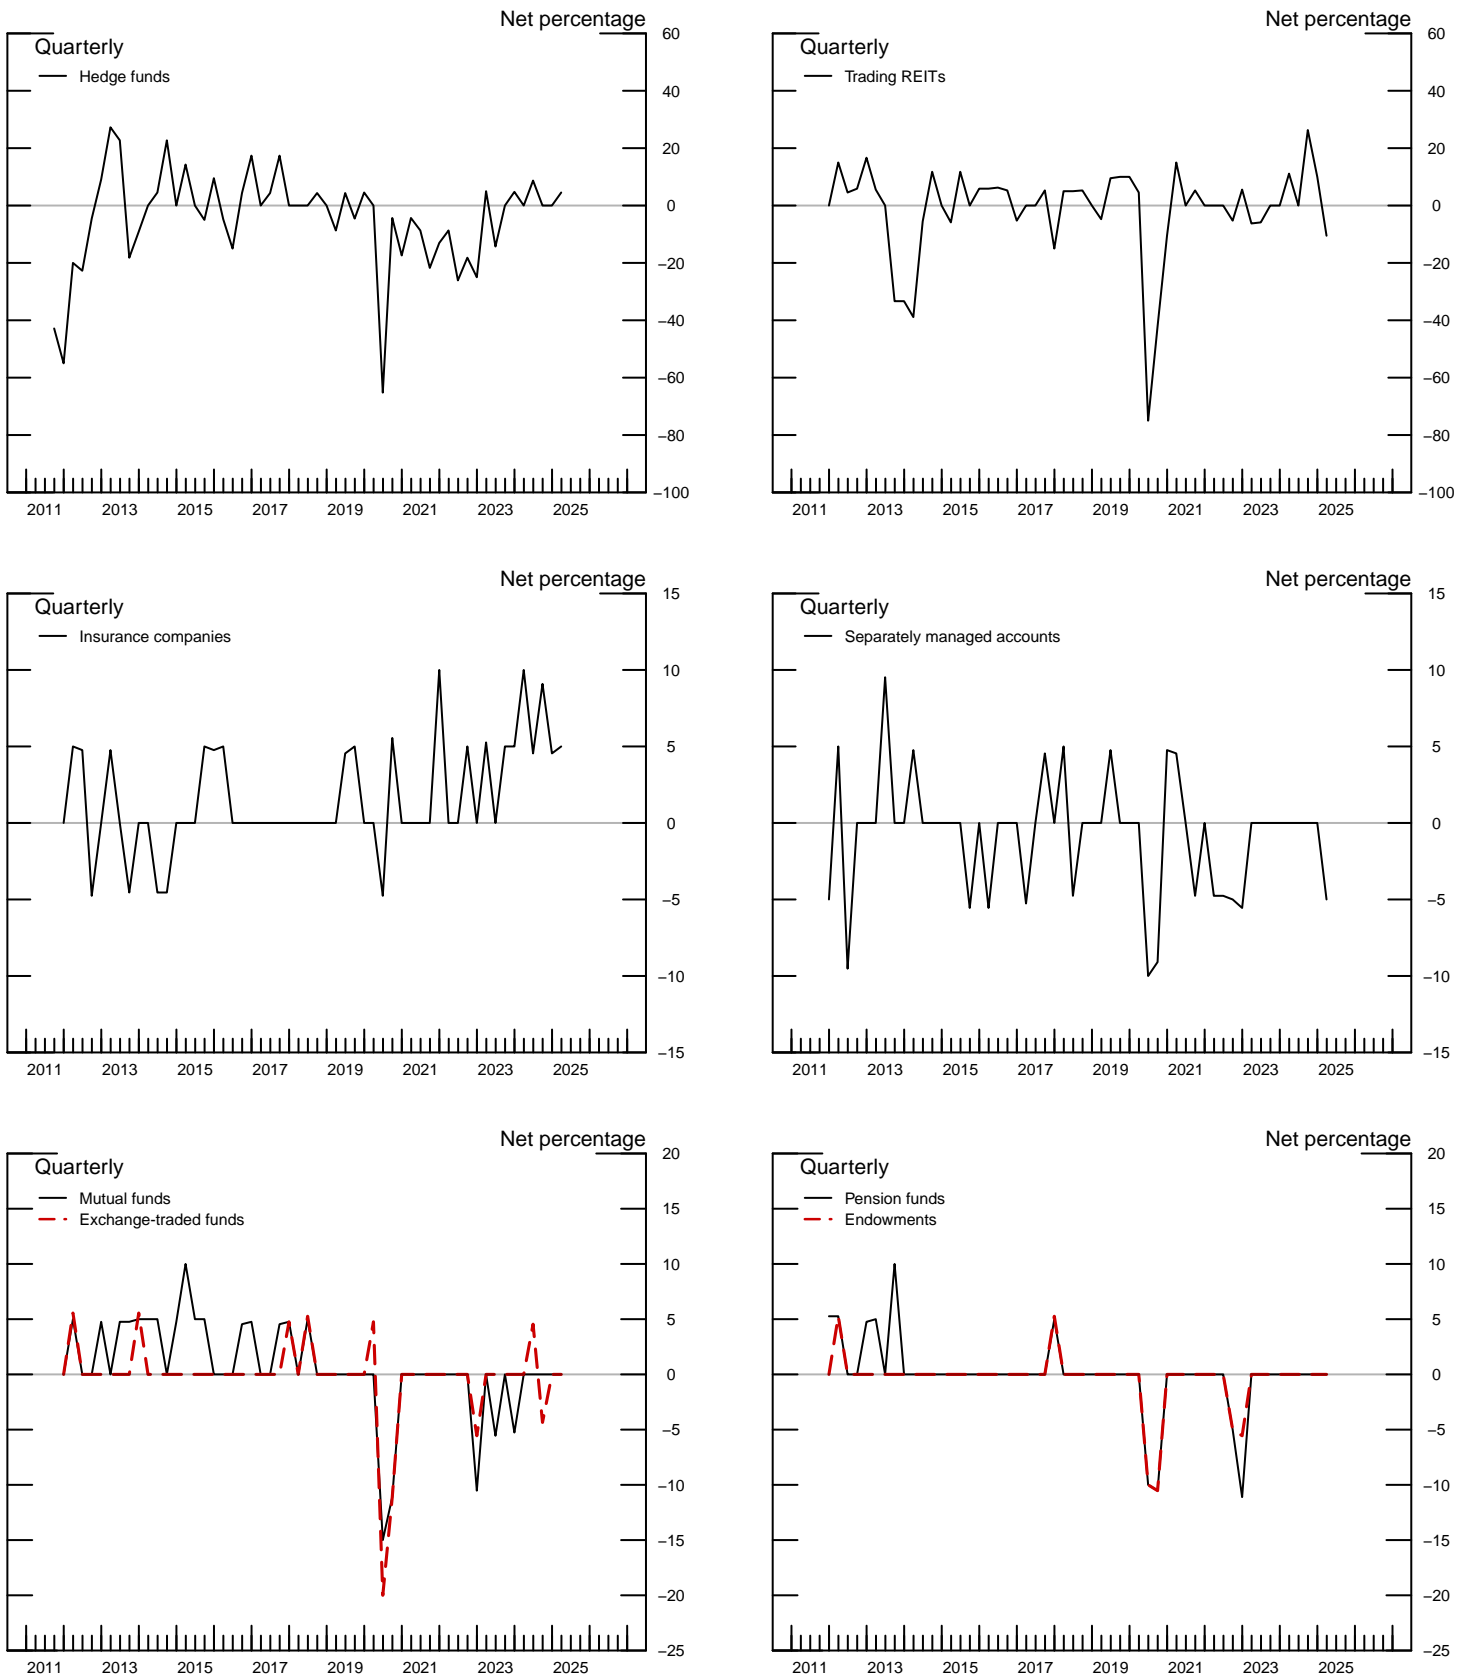 Net percentage
Quarterly
Hedge funds
60
40
20
0
−20
−40
−60
−80
−100
2011 2013 2015 2017 2019 2021 2023 2025
Net percentage
Quarterly
Trading REITs
60
40
20
0
−20
−40
−60
−80
−100
2011 2013 2015 2017 2019 2021 2023 2025
Net percentage
Quarterly
Insurance companies
15
10
5
0
−5
−10
−15
2011 2013 2015 2017 2019 2021 2023 2025
Net percentage
Quarterly
Separately managed accounts
15
10
5
0
−5
−10
−15
2011 2013 2015 2017 2019 2021 2023 2025
Net percentage
Quarterly
Mutual funds
Exchange-traded funds
20
15
10
5
0
−5
−10
−15
−20
−25
2011 2013 2015 2017 2019 2021 2023 2025
Net percentage
Quarterly
Pension funds
Endowments
20
15
10
5
0
−5
−10
−15
−20
−25
2011 2013 2015 2017 2019 2021 2023 2025